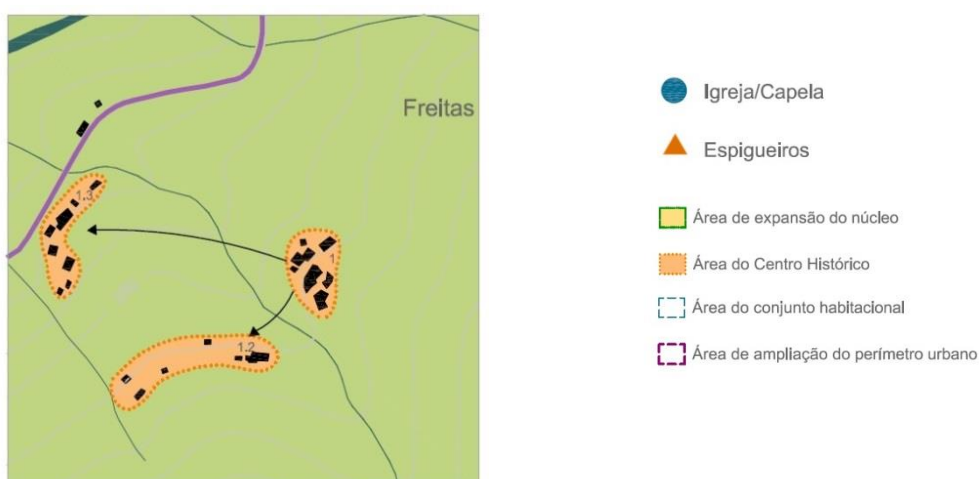 Freitas
1.3
1
1.2
Igreja/Capela
Espigueiros
Área de expansão do núcleo
Área do Centro Histórico
Área do conjunto habitacional
Área de ampliação do perímetro urbano